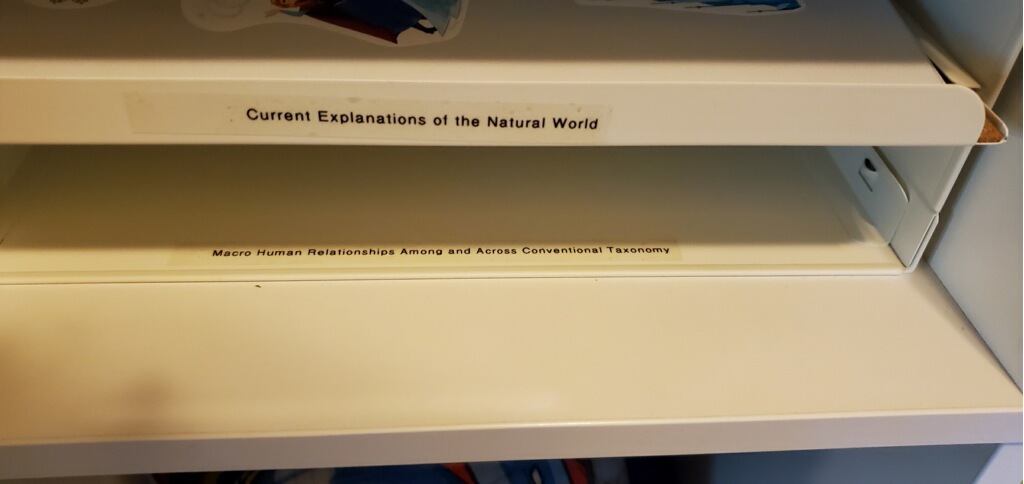 Current Explanations of the Natural World
Macro Human Relationships Among and Across Conventional Taxonomy